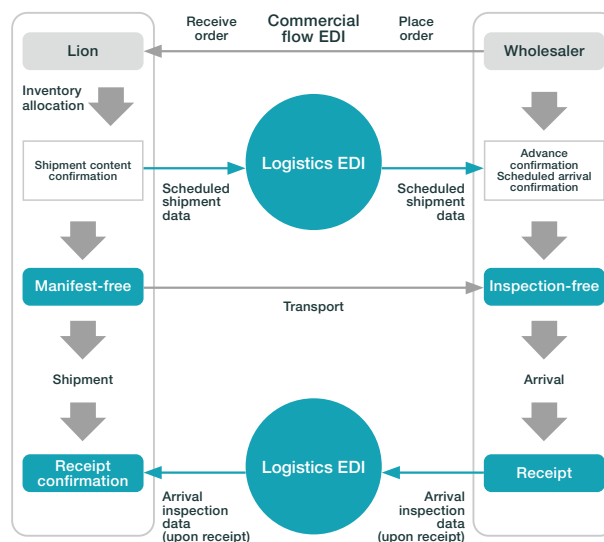 Receive
order
Commercial
flow EDI
Place
order
Lion
Wholesaler
Inventory
allocation
Shipment content
confirmation
Scheduled
shipment
data
Logistics EDI
Scheduled
shipment
data
Advance
confirmation
Scheduled arrival
confirmation
Manifest-free
Transport
Inspection-free
Shipment
Arrival
Receipt
confirmation
Arrival
inspection
data
(upon receipt)
Logistics EDI
Arrival
inspection
data
(upon receipt)
Receipt